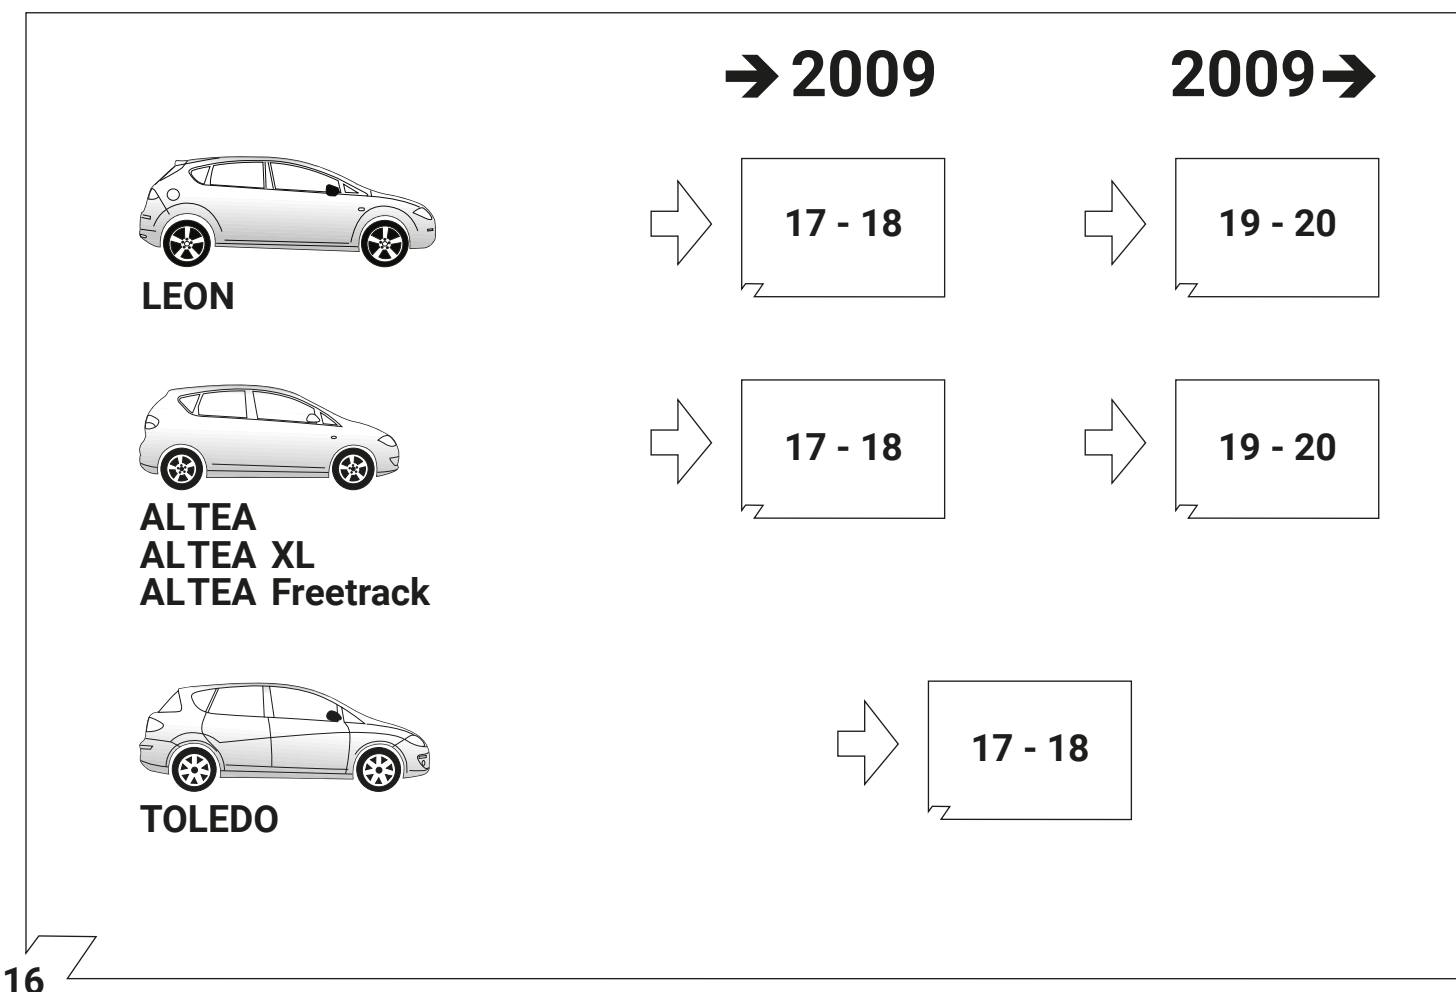 ➔ 2009 2009 ➔
17 - 18 19 - 20
LEON
17 - 18 19 - 20
ALTEA
ALTEA XL
ALTEA Freetrack
17 - 18
TOLEDO
16